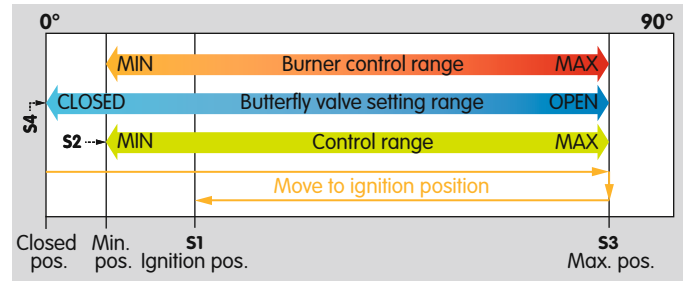 0° 90°
MIN Burner control range MAX
CLOSED Butterfly valve setting range OPEN
S4
S2 MIN Control range MAX
Move to ignition position
Closed Min. S1 S3
pos. pos. Ignition pos. Max. pos.